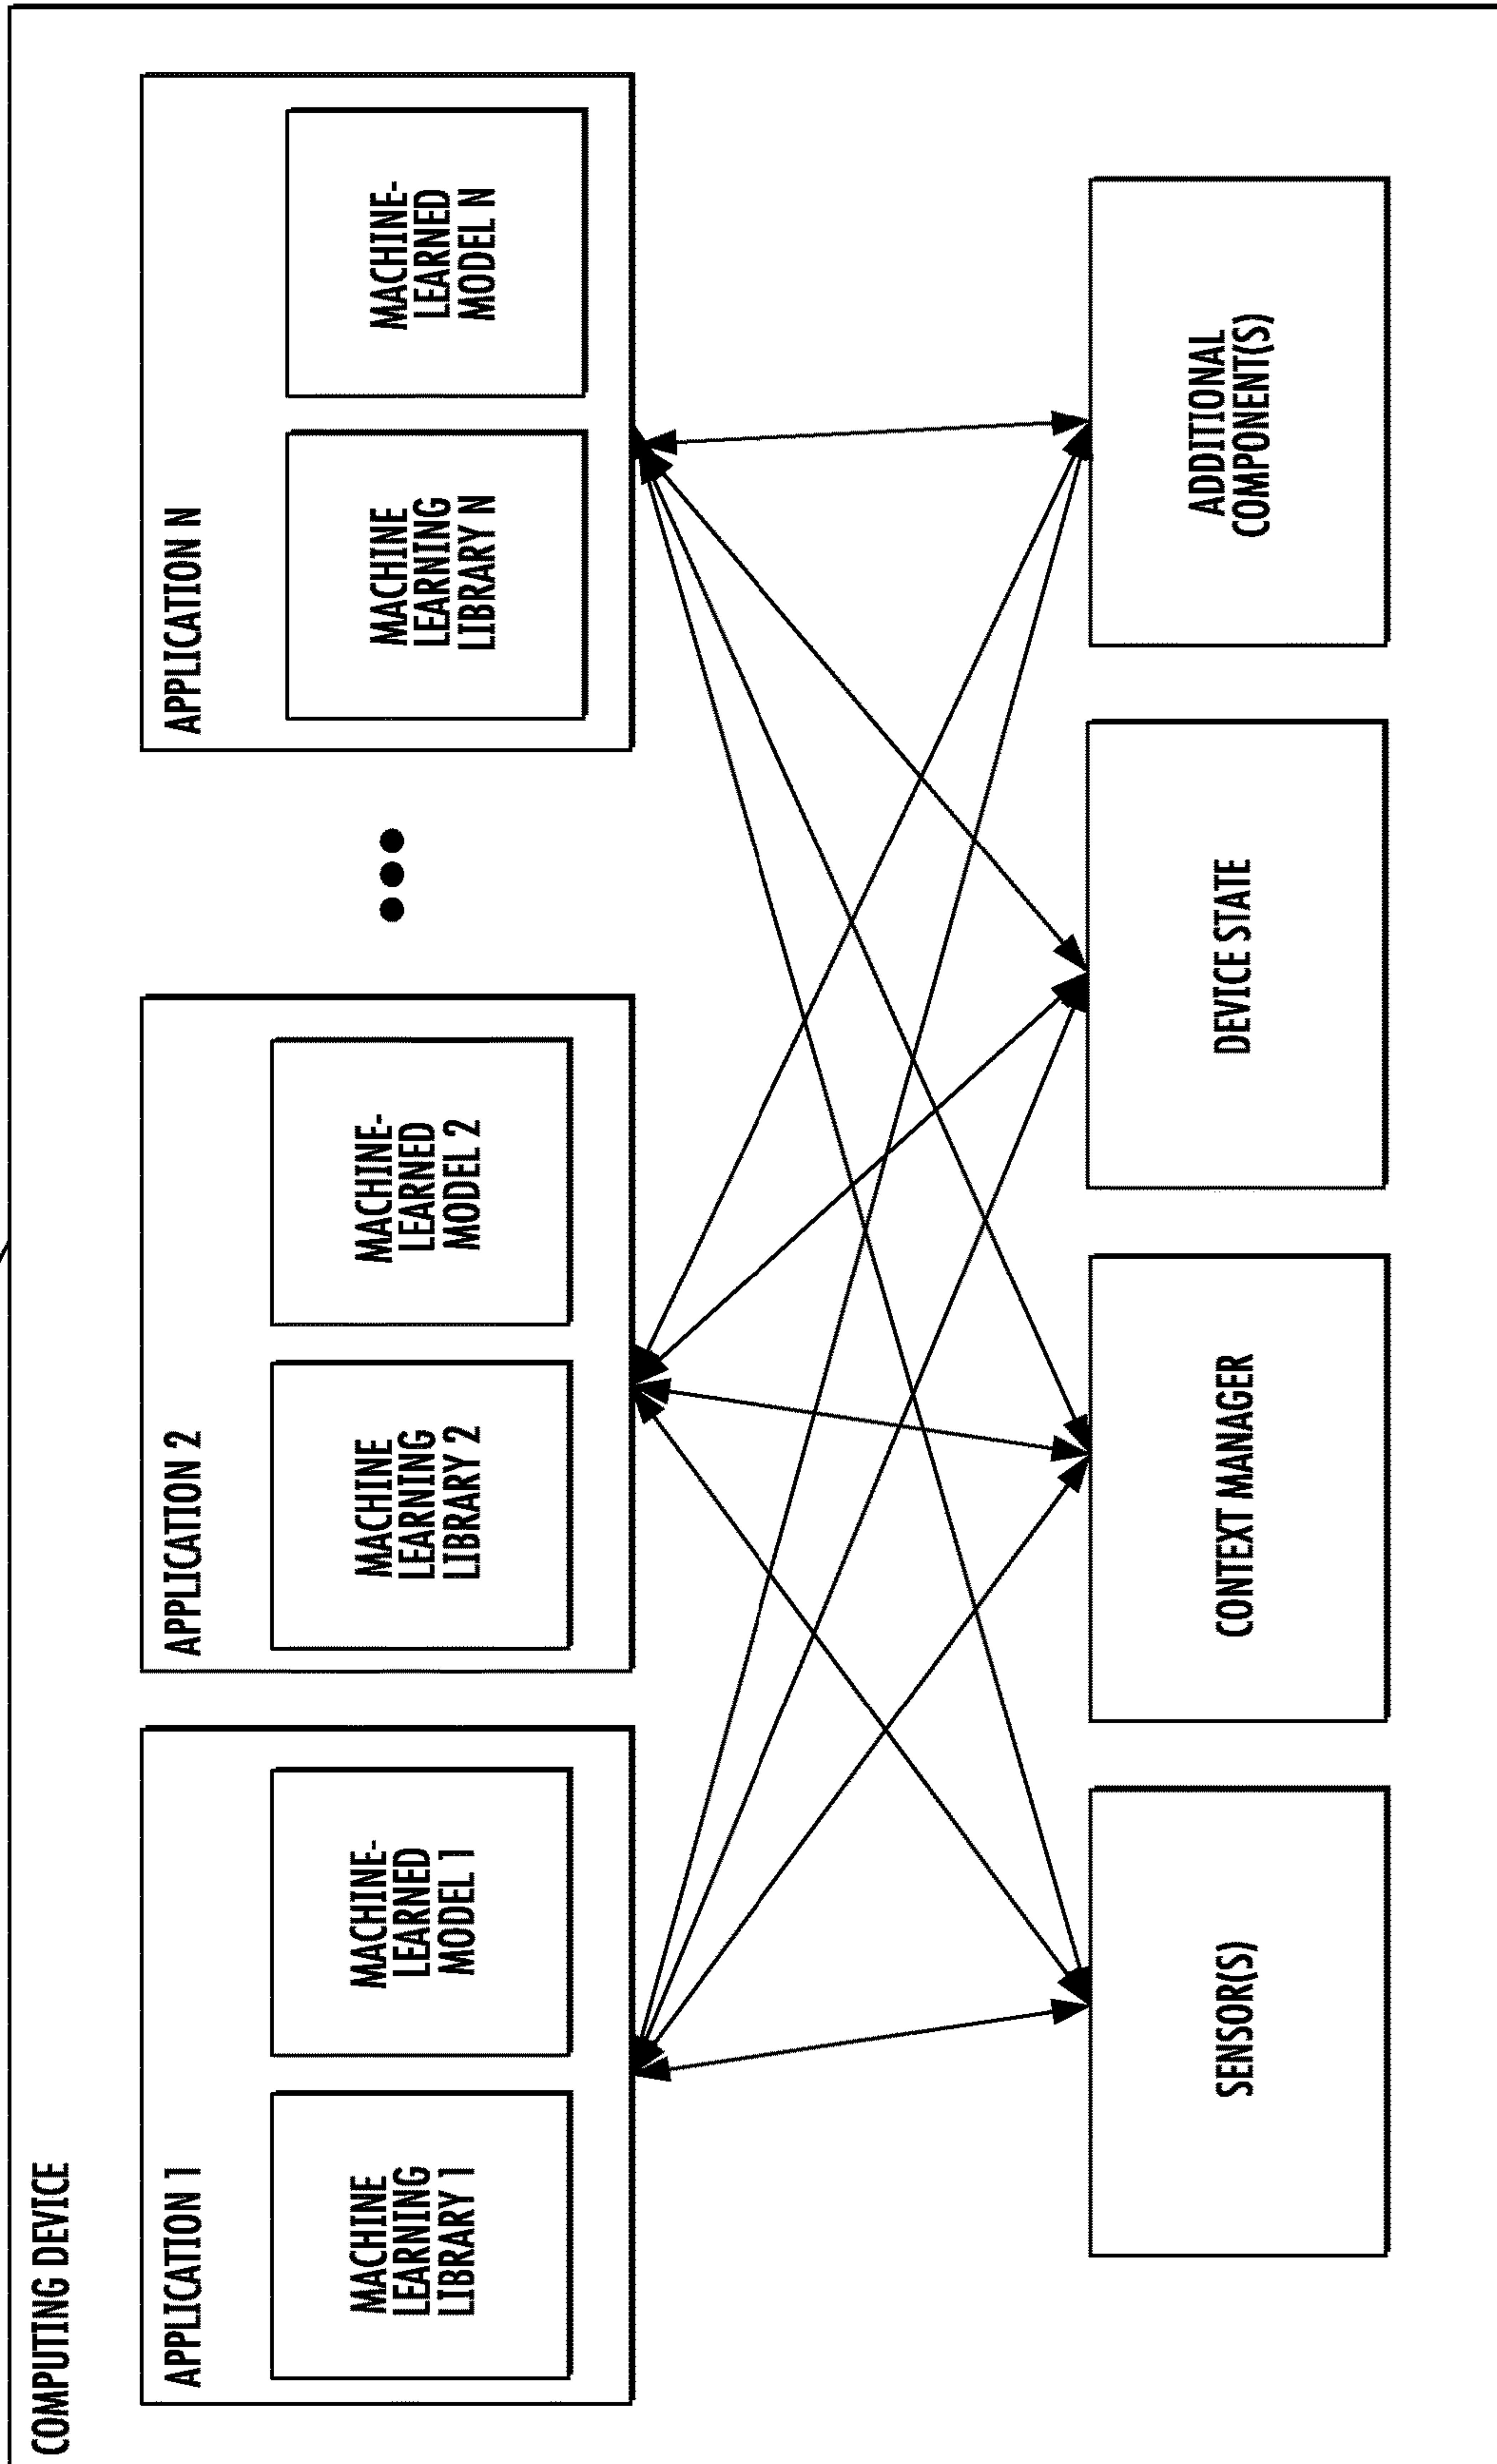 COMPUTING DEVICE
APPLICATION 1
MACHINE
LEARNING
LIBRARY 1
MACHINE-
LEARNED
MODEL 1
APPLICATION 2
MACHINE
LEARNING
LIBRARY 2
MACHINE-
LEARNED
MODEL 2
APPLICATION N
MACHINE
LEARNING
LIBRARY N
MACHINE-
LEARNED
MODEL N
SENSOR(S)
CONTEXT MANAGER
DEVICE STATE
ADDITIONAL
COMPONENT(S)